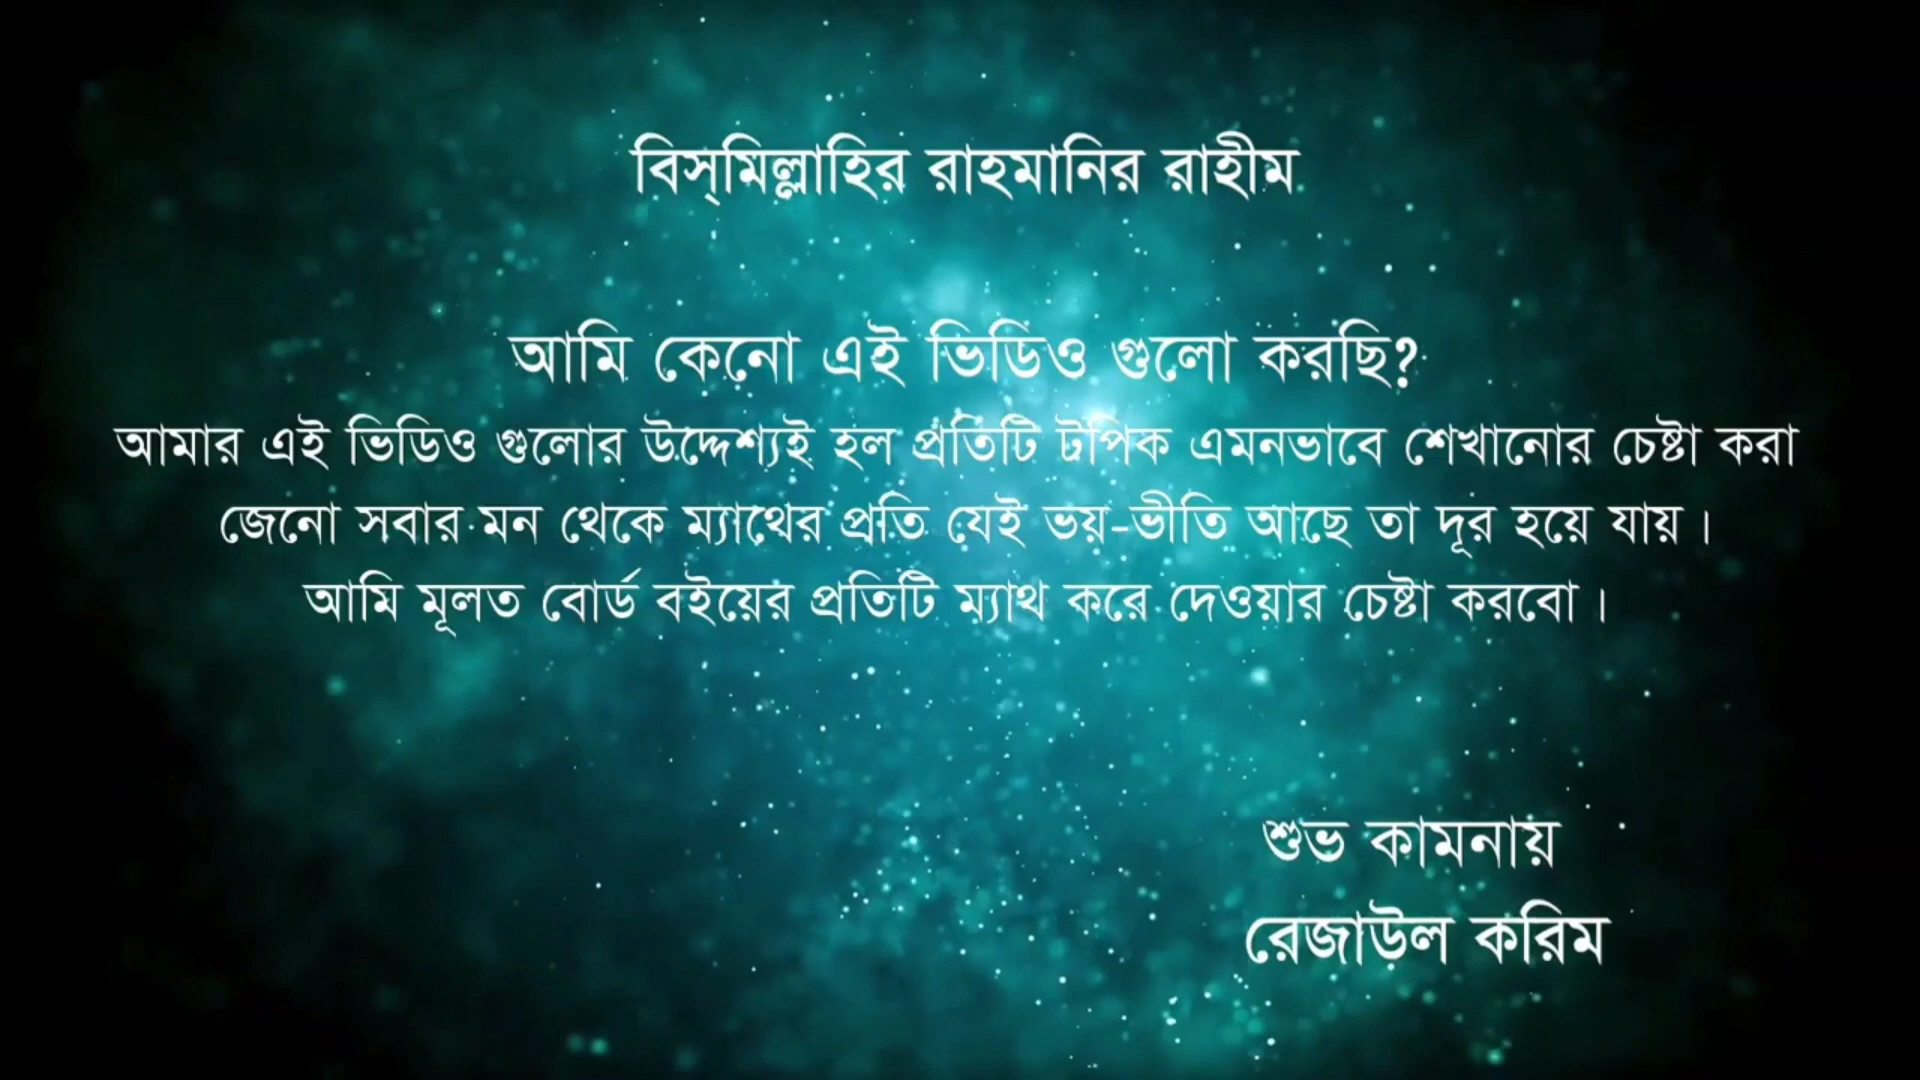 বিস্‌মিল্লাহির রাহমানির রাহীম
আমি কেনো এই ভিডিও গুলো করছি?
আমার এই ভিডিও গুলোর উদ্দেশ্যই হল প্রতিটি টপিক এমনভাবে শেখানোর চেষ্টা করা
জেনো সবার মন থেকে ম্যাথের প্রতি যেই ভয়-ভীতি আছে তা দূর হয়ে যায়।
আমি মূলত বোর্ড বইয়ের প্রতিটি ম্যাথ করে দেওয়ার চেষ্টা করবো।
শুভ কামনায়
রেজাউল করিম